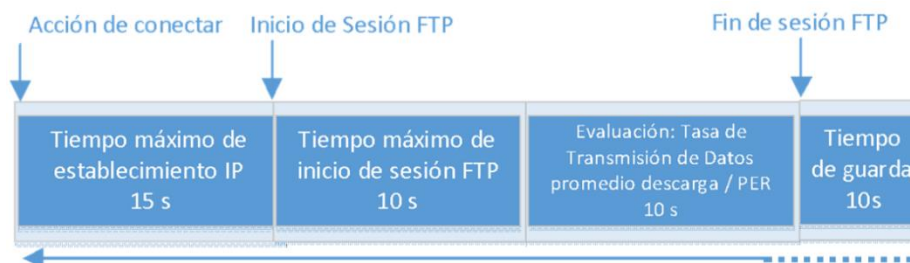 Acción de conectar
Inicio de Sesión FTP
Fin de sesión FTP
Tiempo máximo de
establecimiento IP
15 s
Tiempo máximo de
inicio de sesión FTP
10 s
Evaluación: Tasa de
Transmisión de Datos
promedio descarga / PER
10 s
Tiempo
de guarda
10s